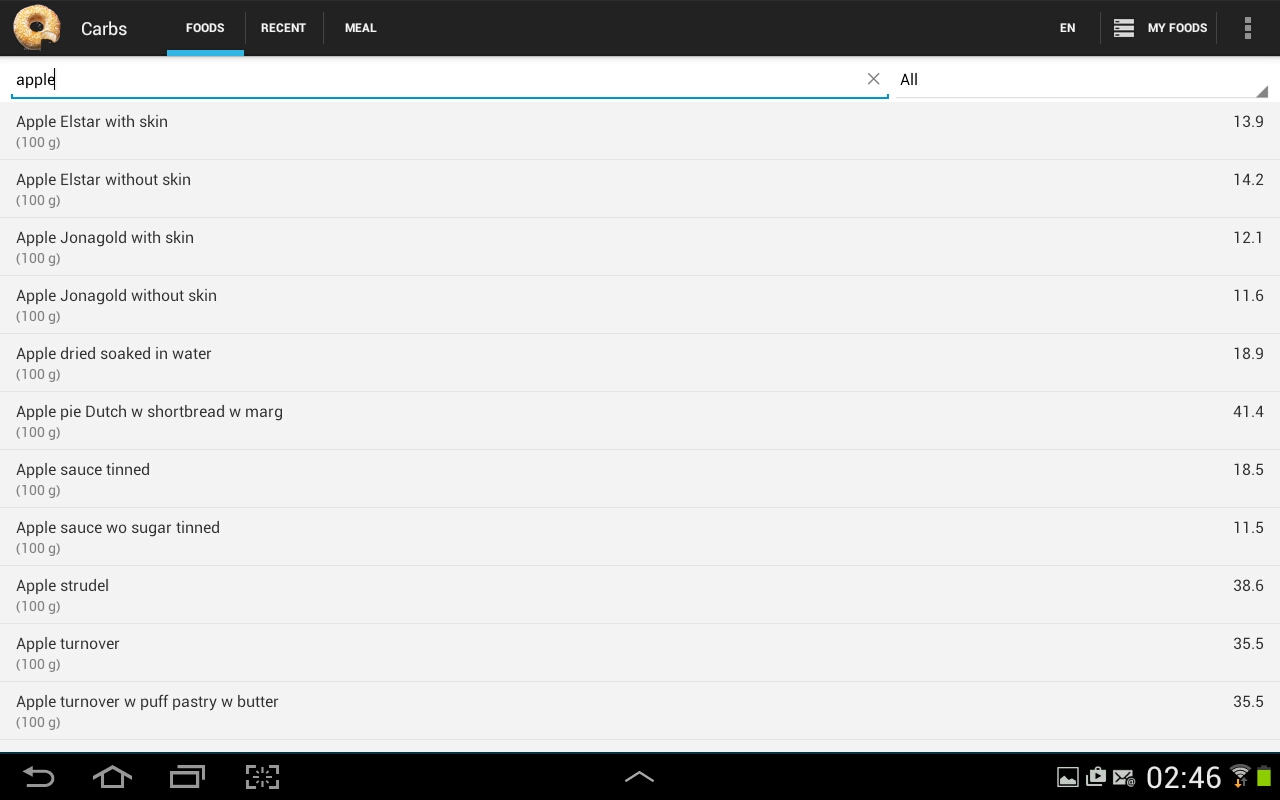 Carbs FOODS RECENT MEAL EN MY FOODS
apple All
Apple Elstar with skin 13.9
(100 g)
Apple Elstar without skin 14.2
(100 g)
Apple Jonagold with skin 12.1
(100 g)
Apple Jonagold without skin 11.6
(100 g)
Apple dried soaked in water 18.9
(100 g)
Apple pie Dutch w shortbread w marg 41.4
(100 g)
Apple sauce tinned 18.5
(100 g)
Apple sauce wo sugar tinned 11.5
(100 g)
Apple strudel 38.6
(100 g)
Apple turnover 35.5
(100 g)
Apple turnover w puff pastry w butter 35.5
(100 g)
02:46